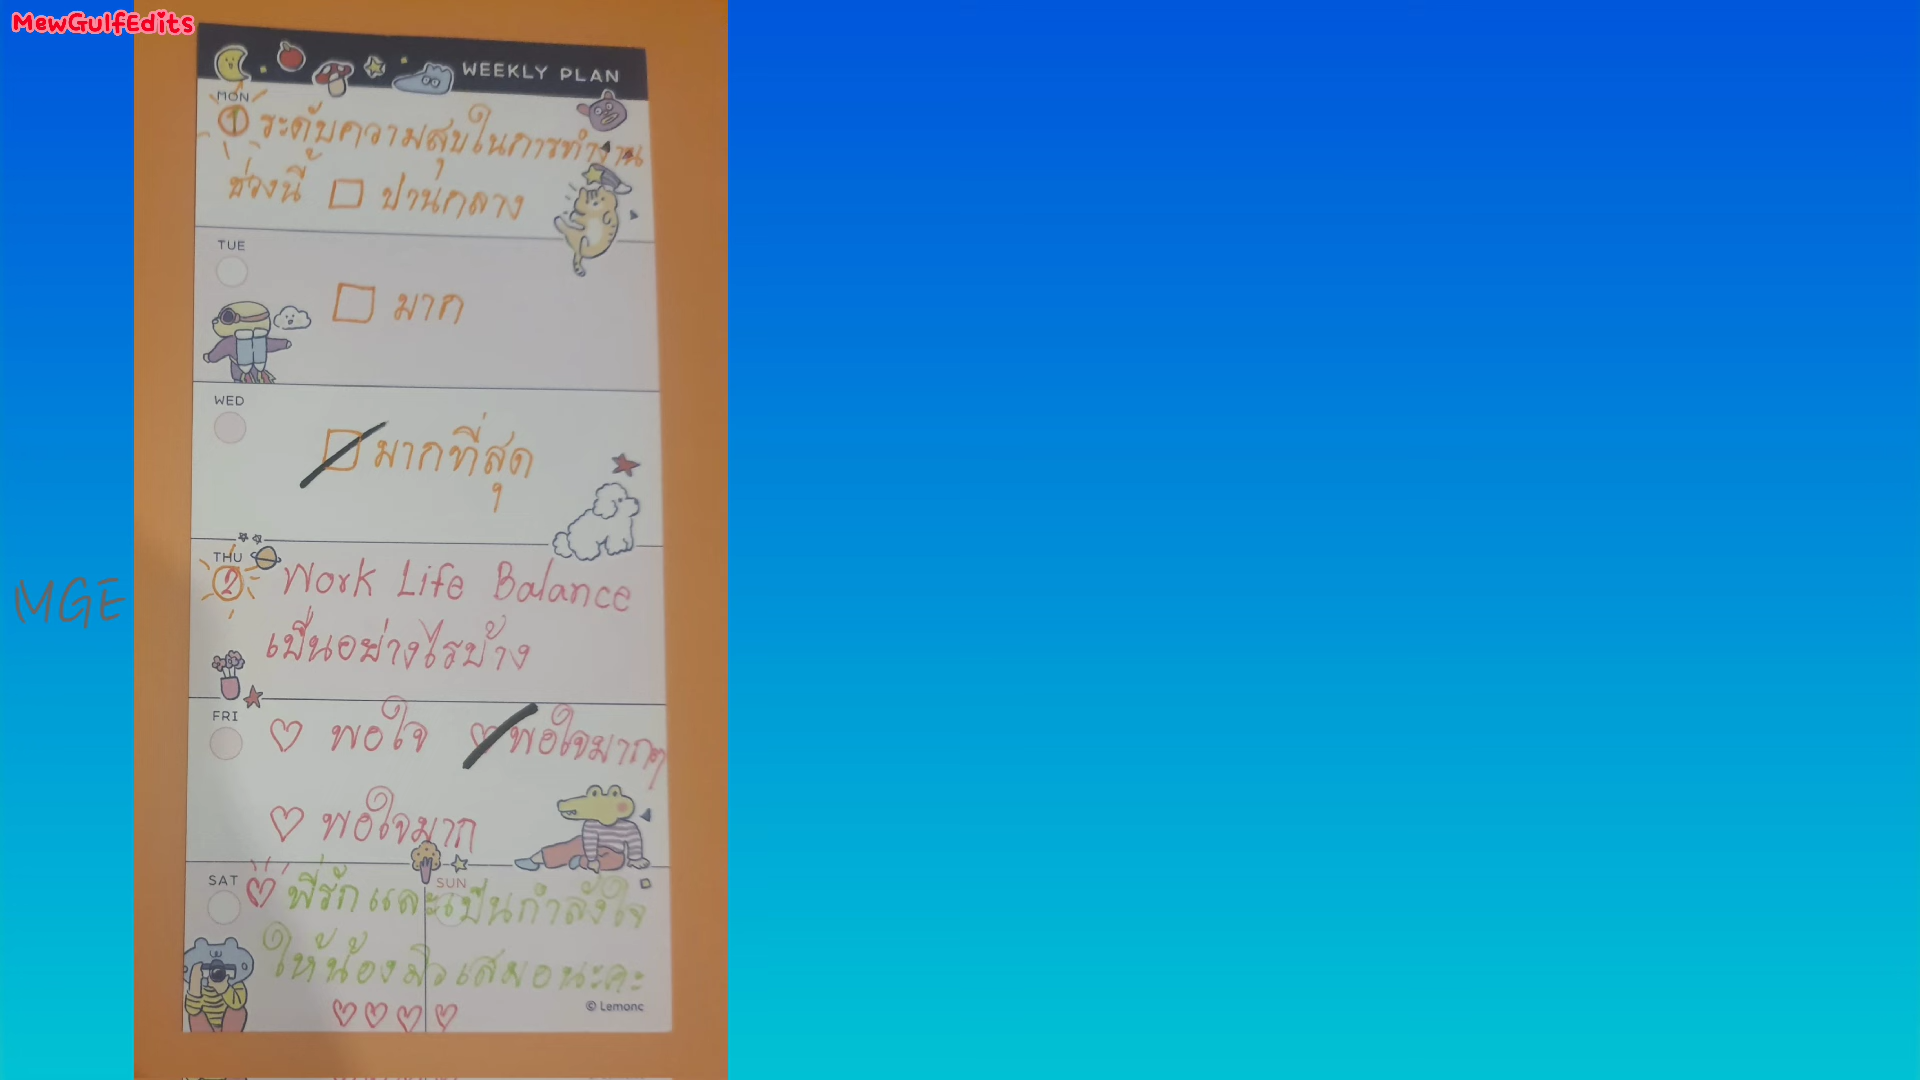 MewGulfEdits
WEEKLY PLAN
MON
① ระดับความสุขในการทำงาน
ช่วงนี้ ☐ ปานกลาง
TUE
☐ มาก
WED
☐ มากที่สุด
THU
② Work Life Balance
เป็นอย่างไรบ้าง
FRI
♡ พอใจ ♡ พอใจมากๆ
♡ พอใจมาก
SAT
SUN
♡ พี่รักและเป็นกำลังใจ
ให้น้องมิวเสมอนะคะ
♡♡♡♡
© Lemonc
MGE